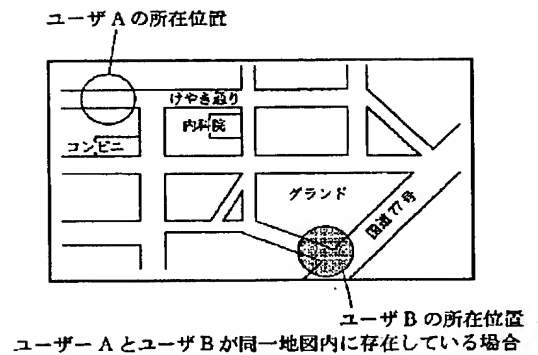 ユーザAの所在位置
けやき通り
内科院
コンビニ
グランド
国道77号
ユーザBの所在位置
ユーザーAとユーザBが同一地図内に存在している場合